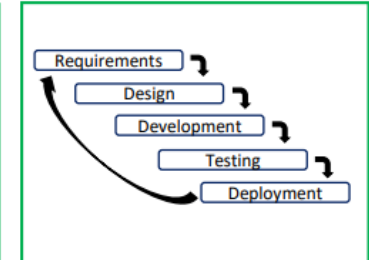 Requirements
Design
Development
Testing
Deployment